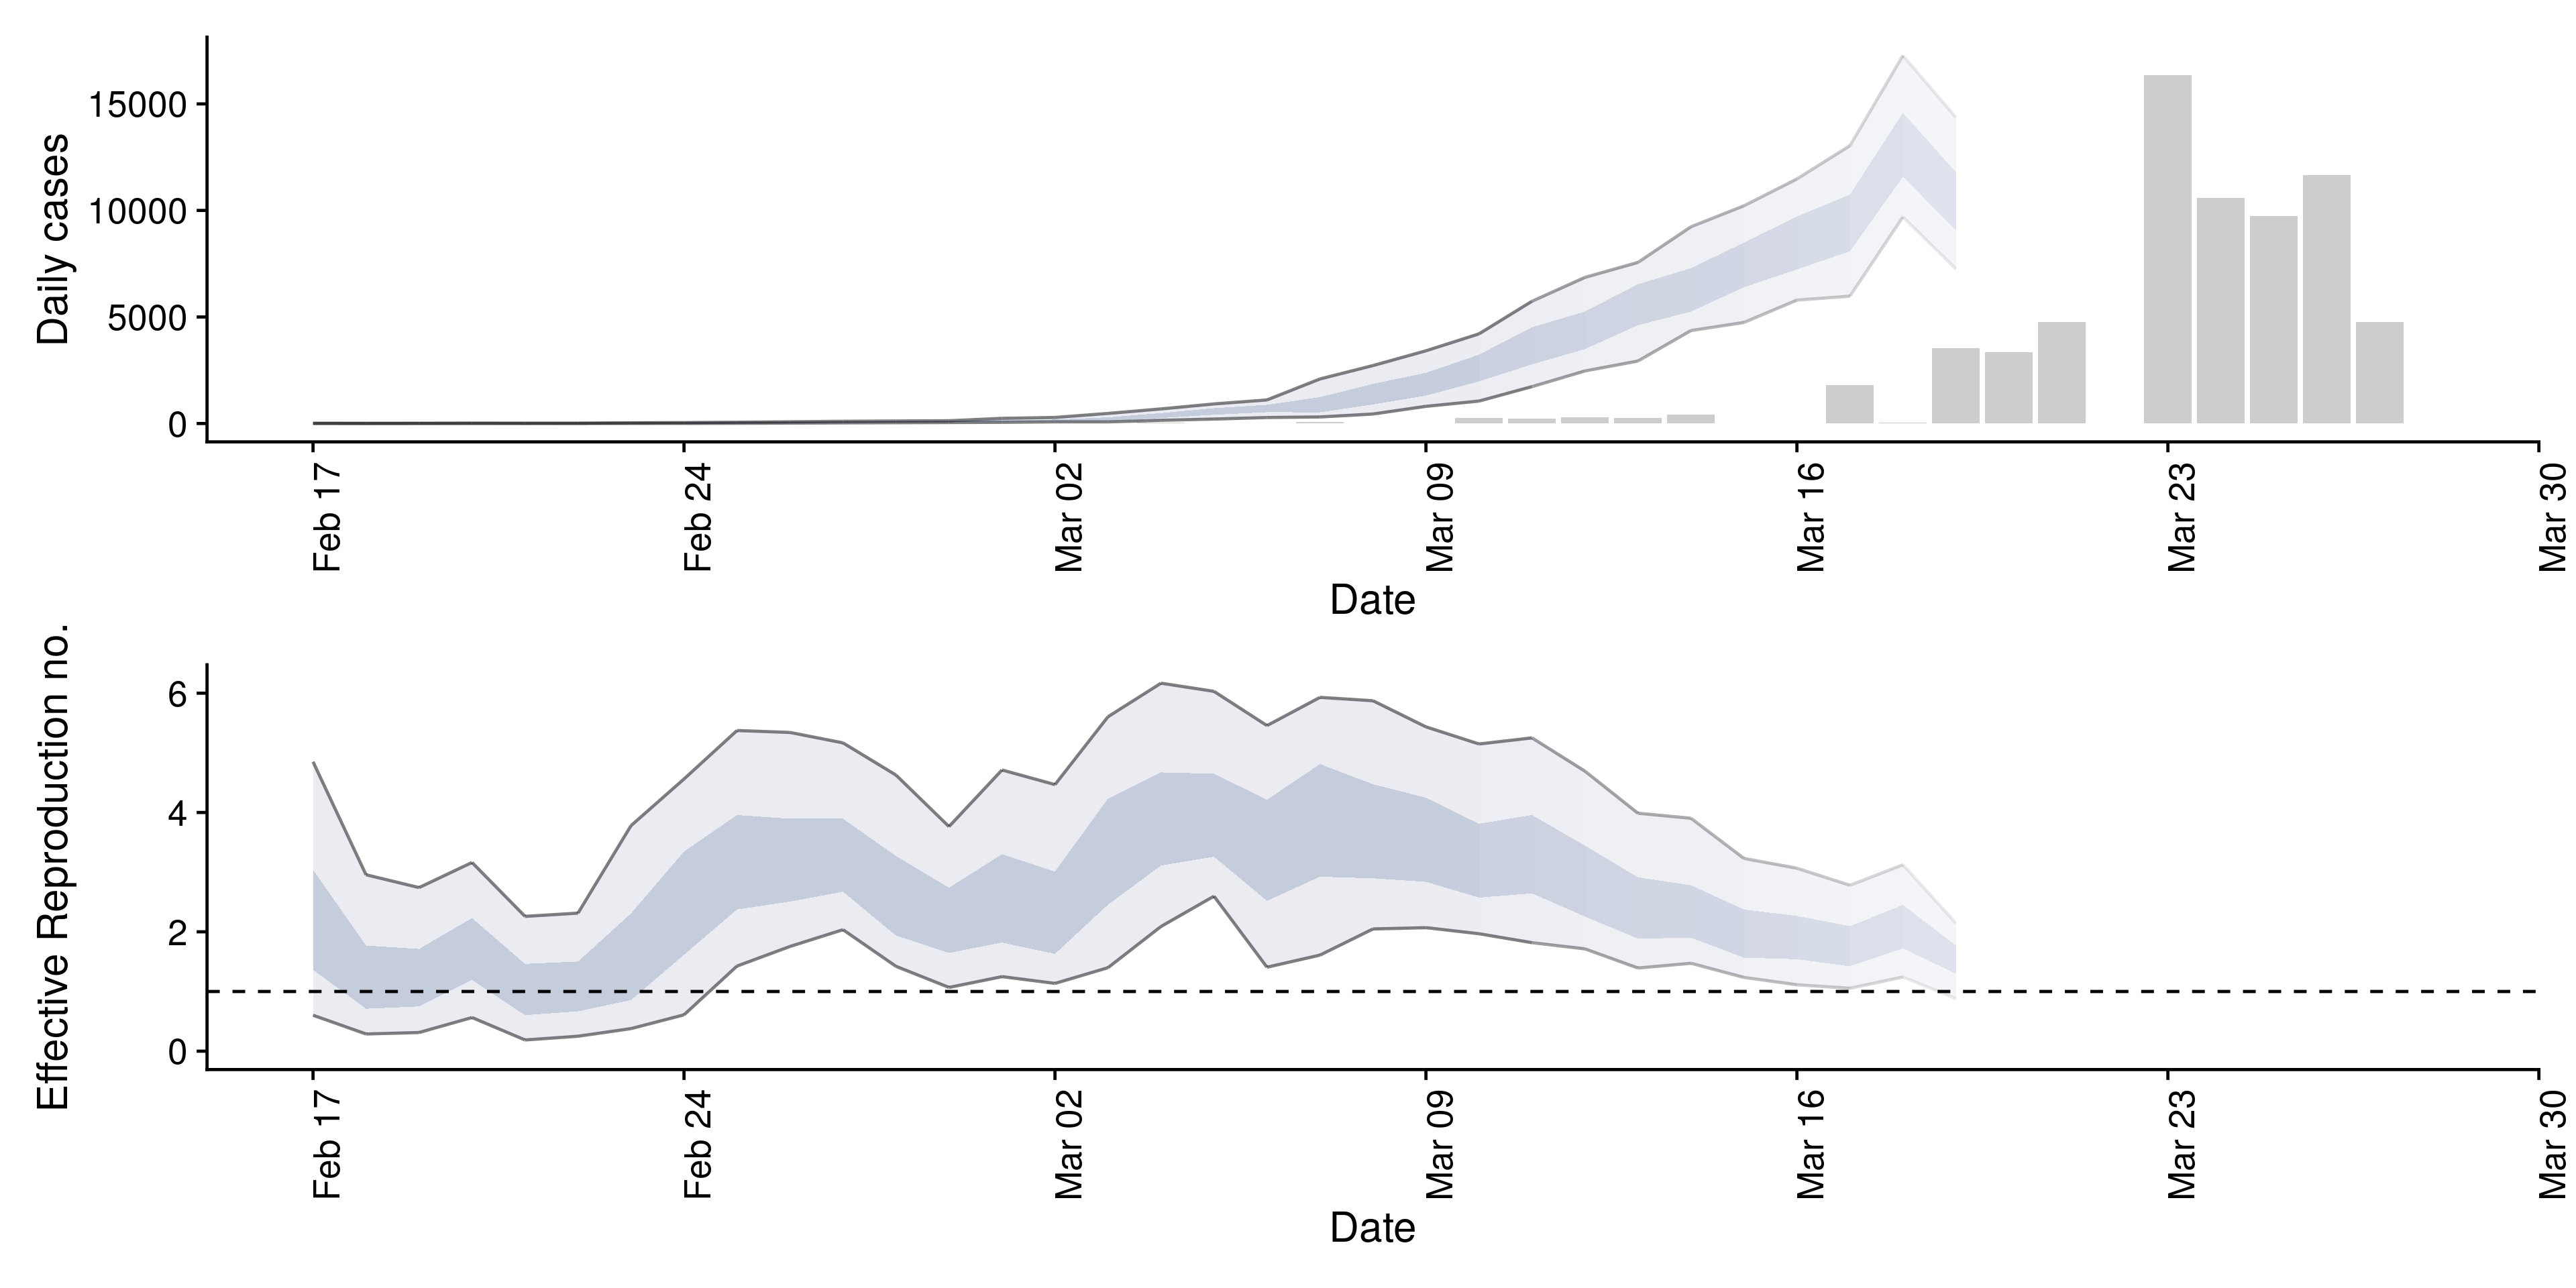 Daily cases
15000
10000
5000
0
Feb 17
Feb 24
Mar 02
Mar 09
Mar 16
Mar 23
Mar 30
Date
Effective Reproduction no.
6
4
2
0
Feb 17
Feb 24
Mar 02
Mar 09
Mar 16
Mar 23
Mar 30
Date